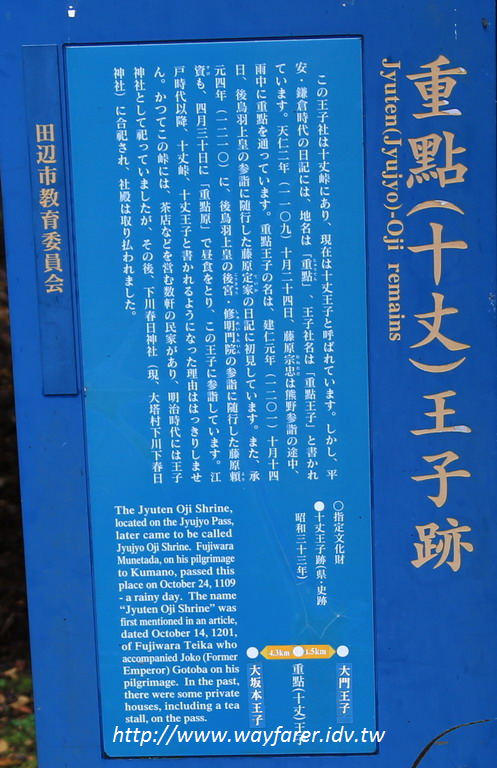 重點(十丈)王子跡
Jyuten(Jyujyo)-Oji remains
この王子社は十丈峠にあり、現在は十丈王子と呼ばれています。しかし、平
安・鎌倉時代の日記には、地名は「重點」、王子社名は「重點王子」と書かれ
ています。天仁二年（一一〇九）十月二十四日、藤原宗忠は熊野参詣の途中、
雨中に重點を通っています。重點王子の名は、建仁元年（一二〇一）十月十四
日、後鳥羽上皇の参詣に随行した藤原定家の日記に初見しています。また、承
元四年（一二一〇）に、後鳥羽上皇の後宮・修明門院の参詣に随行した藤原頼
資も、四月三十日に「重點原」で昼食をとり、この王子に参詣しています。江
戸時代以降、十丈峠、十丈王子と書かれるようになった理由ははっきりしませ
ん。かつてこの峠には、茶店などを営む数軒の民家があり、明治時代には王子
神社として祀っていましたが、その後、下川春日神社（現、大塔村下川下春日
神社）に合祀され、社殿は取り払われました。
田辺市教育委員会
〇指定文化財
●十丈王子跡(県・史跡
昭和三十三年)
The Jyuten Oji Shrine,
located on the Jyujyo Pass,
later came to be called
Jyujyo Oji Shrine. Fujiwara
Munetada, on his pilgrimage
to Kumano, passed this
place on October 24, 1109
- a rainy day. The name
"Jyuten Oji Shrine" was
first mentioned in an article,
dated October 14, 1201,
of Fujiwara Teika who
accompanied Joko (Former
Emperor) Gotoba on his
pilgrimage. In the past,
there were some private
houses, including a tea
stall, on the pass.
4.3km 1.5km
大門王子
重點(十丈)王
大坂本王子
http://www.wayfarer.idv.tw